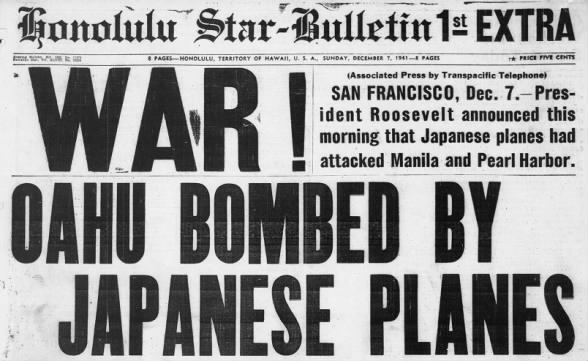 Honolulu Star-Bulletin 1st EXTRA
8 PAGES—HONOLULU, TERRITORY OF HAWAII, U. S. A., SUNDAY, DECEMBER 7, 1941—8 PAGES
★ PRICE FIVE CENTS
WAR!
(Associated Press by Transpacific Telephone)
SAN FRANCISCO, Dec. 7.—Pres-
ident Roosevelt announced this
morning that Japanese planes had
attacked Manila and Pearl Harbor.
OAHU BOMBED BY
JAPANESE PLANES